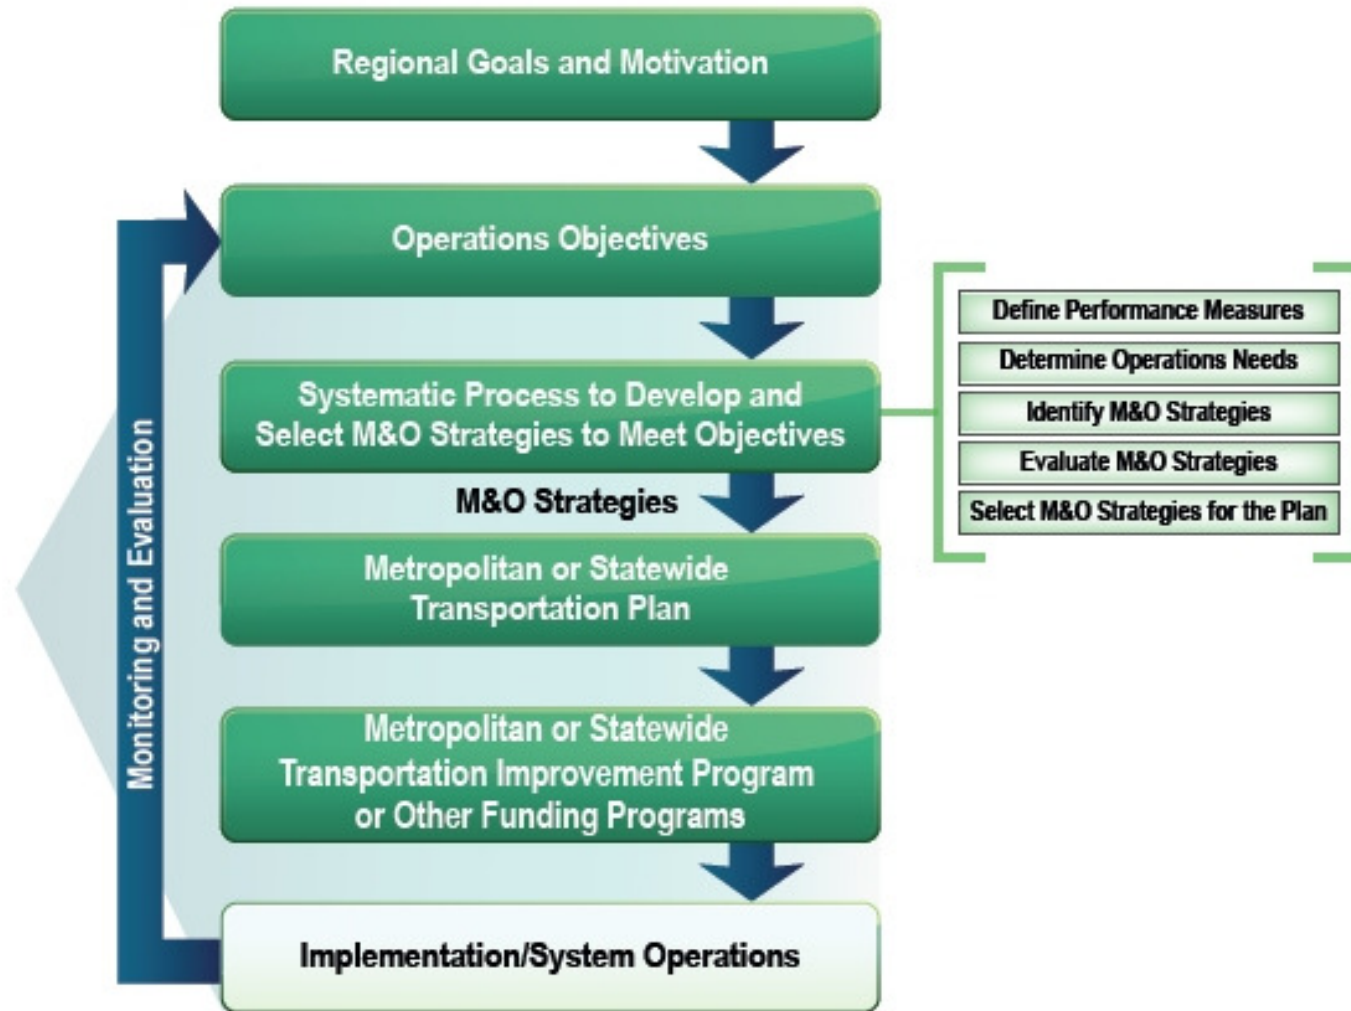 Regional Goals and Motivation
Operations Objectives
Systematic Process to Develop and
Select M&O Strategies to Meet Objectives
Define Performance Measures
Determine Operations Needs
Identify M&O Strategies
Evaluate M&O Strategies
Select M&O Strategies for the Plan
M&O Strategies
Metropolitan or Statewide
Transportation Plan
Metropolitan or Statewide
Transportation Improvement Program
or Other Funding Programs
Implementation/System Operations
Monitoring and Evaluation